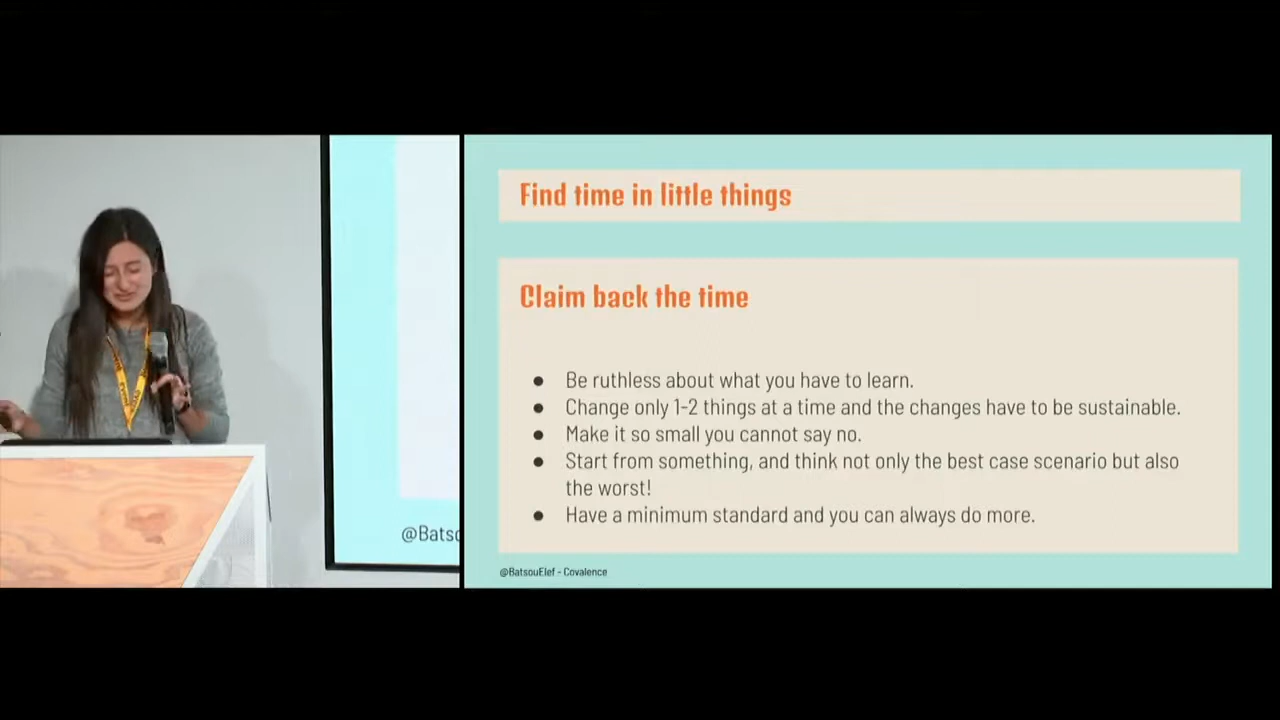 Find time in little things
Claim back the time
● Be ruthless about what you have to learn.
● Change only 1-2 things at a time and the changes have to be sustainable.
● Make it so small you cannot say no.
● Start from something, and think not only the best case scenario but also
the worst!
● Have a minimum standard and you can always do more.
@BatsouElef - Covalence
@Batsou